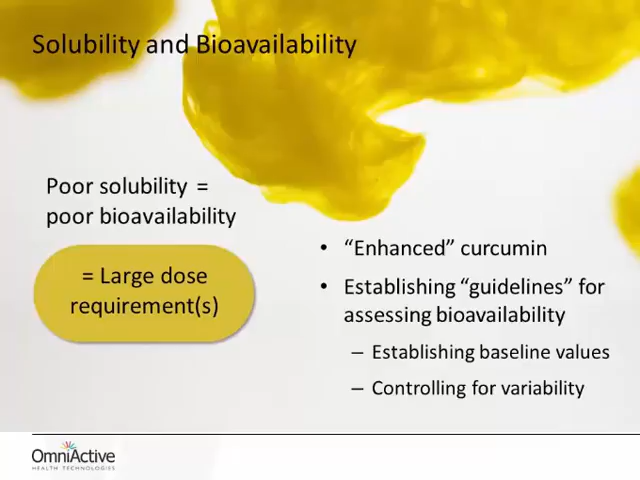 Solubility and Bioavailability
Poor solubility =
poor bioavailability
= Large dose
requirement(s)
• “Enhanced” curcumin
• Establishing “guidelines” for
assessing bioavailability
– Establishing baseline values
– Controlling for variability
OmniActive
HEALTH TECHNOLOGIES